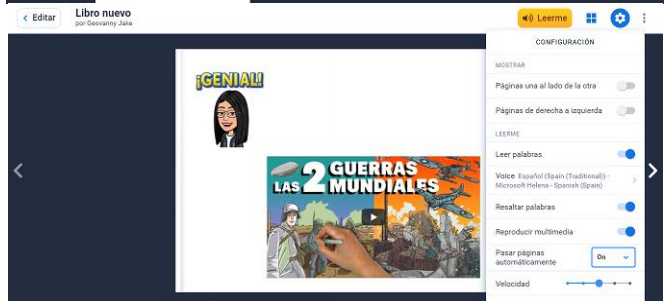 Editar
Libro nuevo
por Geovanny Jake
Leerme
CONFIGURACIÓN
MOSTRAR
Páginas una al lado de la otra
Páginas de derecha a izquierda
LEERME
Leer palabras
Voice Español (Spain (Traditional)) -
Microsoft Helena - Spanish (Spain)
Resaltar palabras
Reproducir multimedia
Pasar páginas
automáticamente
On
Velocidad
¡GENIAL!
LAS 2 GUERRAS
MUNDIALES